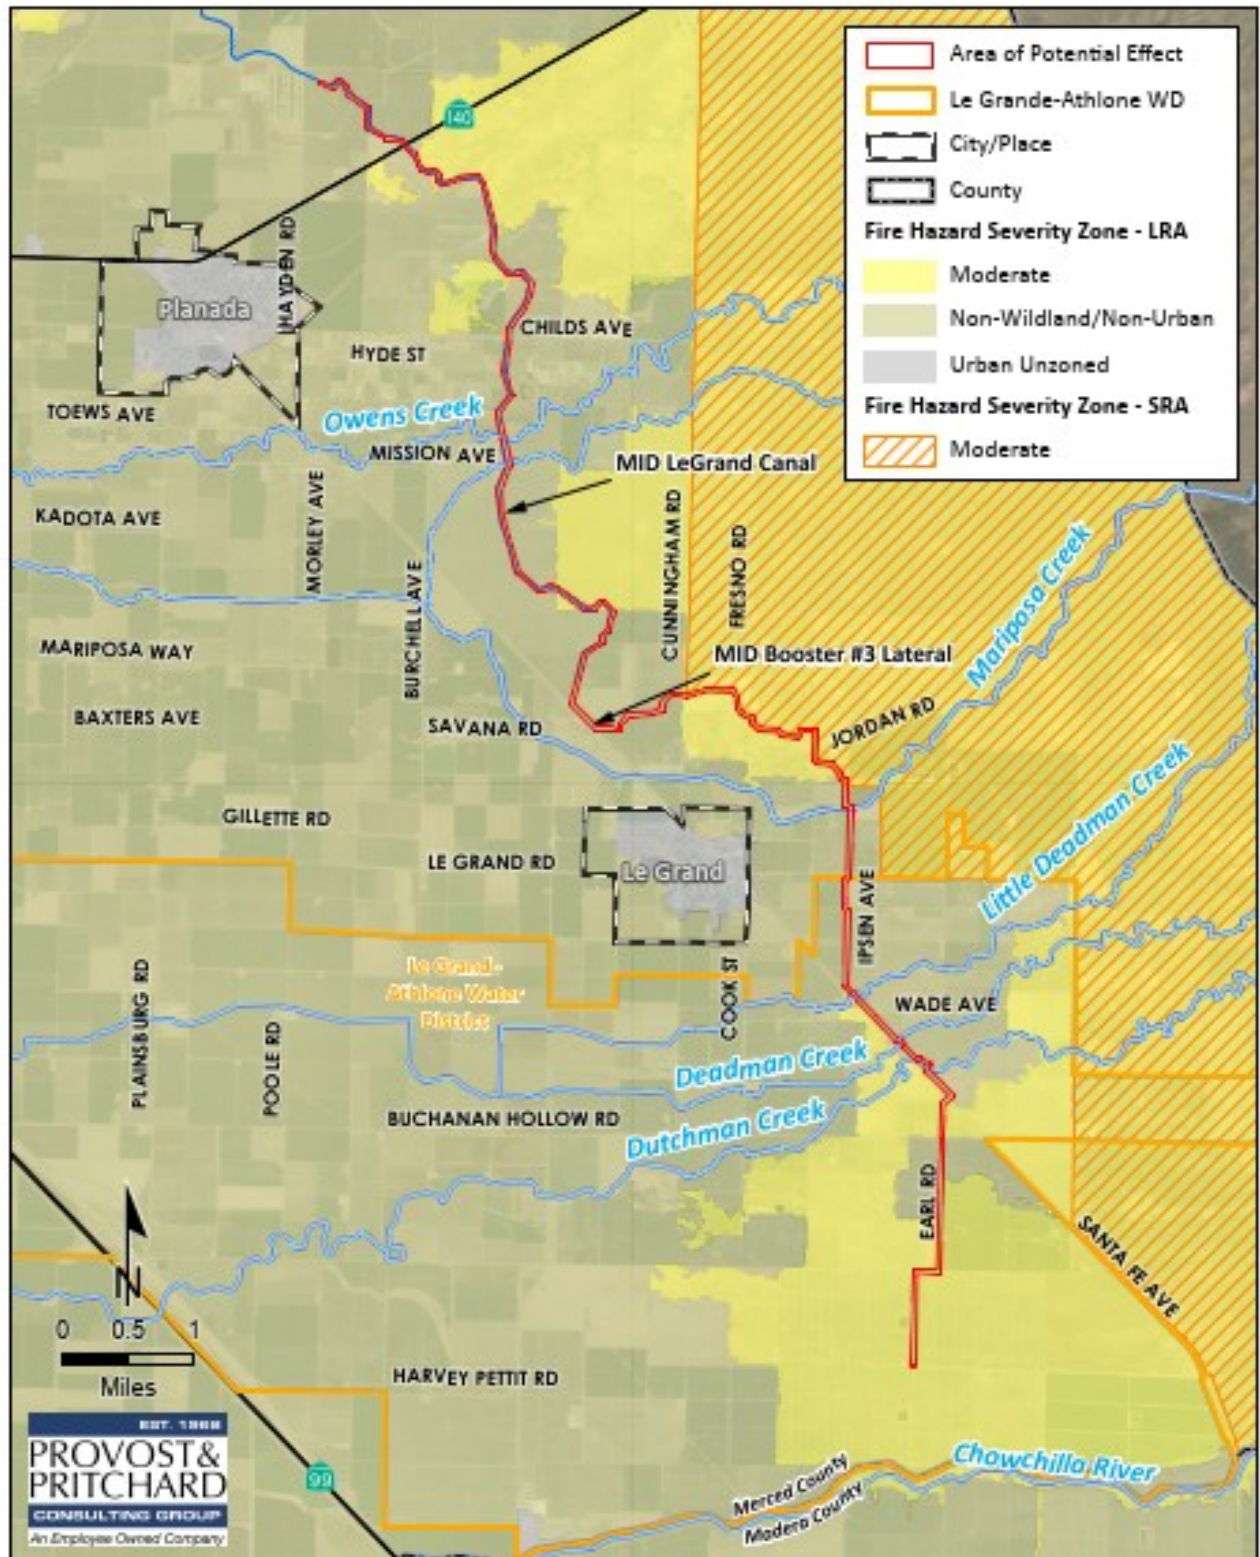 Area of Potential Effect
Le Grande-Athlone WD
City/Place
County
Fire Hazard Severity Zone - LRA
Moderate
Non-Wildland/Non-Urban
Urban Unzoned
Fire Hazard Severity Zone - SRA
Moderate
140
HAYDEN RD
Planada
CHILDS AVE
HYDE ST
TOEWS AVE
Owens Creek
MISSION AVE
MID LeGrand Canal
KADOTA AVE
MORLEY AVE
CUNNINGHAM RD
FRESNO RD
Mariposa Creek
BURCHELL AVE
MARIPOSA WAY
MID Booster #3 Lateral
BAXTERS AVE
SAVANA RD
JORDAN RD
GILLETTE RD
Little Deadman Creek
LE GRAND RD
Le Grand
IPSEN AVE
Le Grand -
Athlone Water
District
PLAINSBURG RD
POOLE RD
COOK ST
WADE AVE
Deadman Creek
BUCHANAN HOLLOW RD
Dutchman Creek
EARL RD
SANTA FE AVE
N
0 0.5 1
Miles
HARVEY PETTIT RD
EST. 1968
PROVOST&
PRITCHARD
CONSULTING GROUP
An Employee Owned Company
99
Chowchilla River
Merced County
Madera County